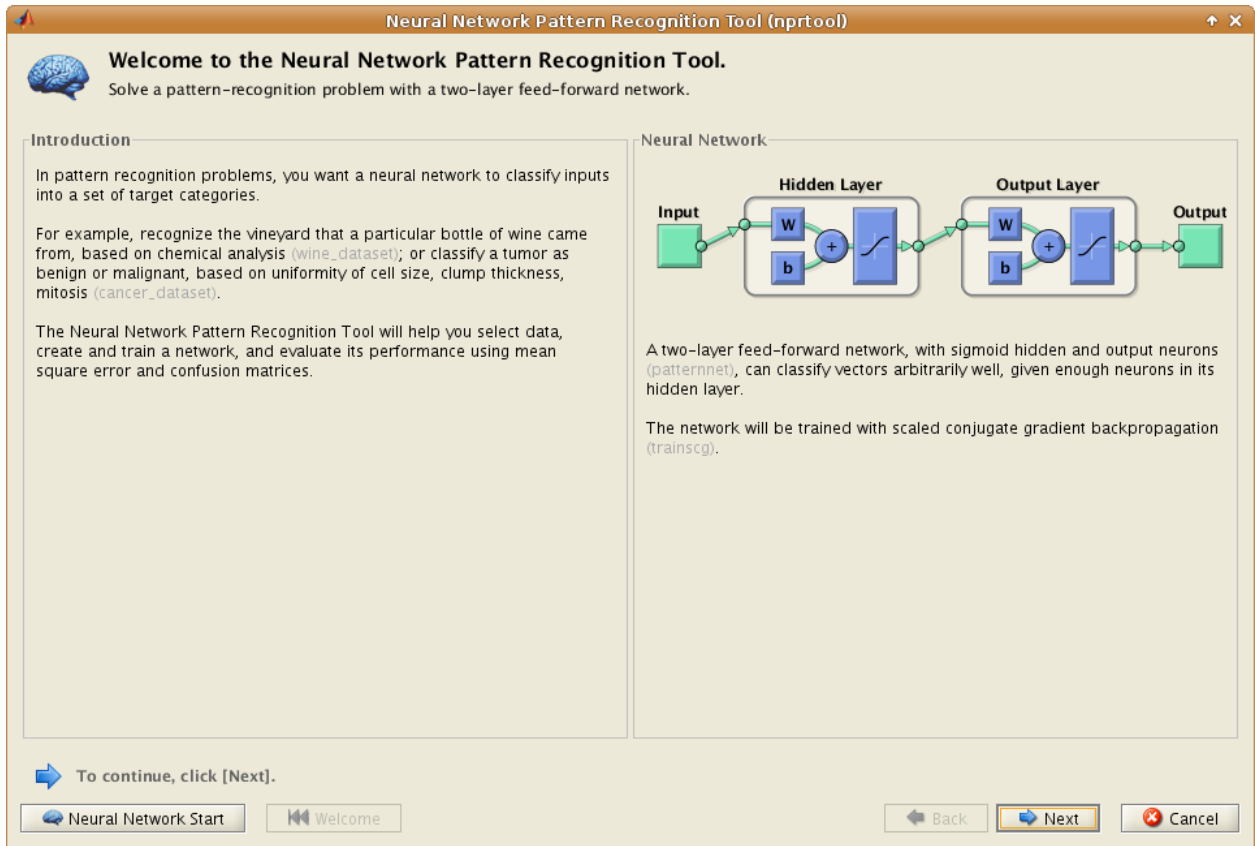 Neural Network Pattern Recognition Tool (nprtool)
Welcome to the Neural Network Pattern Recognition Tool.
Solve a pattern-recognition problem with a two-layer feed-forward network.
Introduction
In pattern recognition problems, you want a neural network to classify inputs
into a set of target categories.
For example, recognize the vineyard that a particular bottle of wine came
from, based on chemical analysis (wine_dataset); or classify a tumor as
benign or malignant, based on uniformity of cell size, clump thickness,
mitosis (cancer_dataset).
The Neural Network Pattern Recognition Tool will help you select data,
create and train a network, and evaluate its performance using mean
square error and confusion matrices.
Neural Network
Hidden Layer
Output Layer
Input
Output
W
+
b
W
+
b
A two-layer feed-forward network, with sigmoid hidden and output neurons
(patternnet), can classify vectors arbitrarily well, given enough neurons in its
hidden layer.
The network will be trained with scaled conjugate gradient backpropagation
(trainscg).
To continue, click [Next].
Neural Network Start
Welcome
Back
Next
Cancel